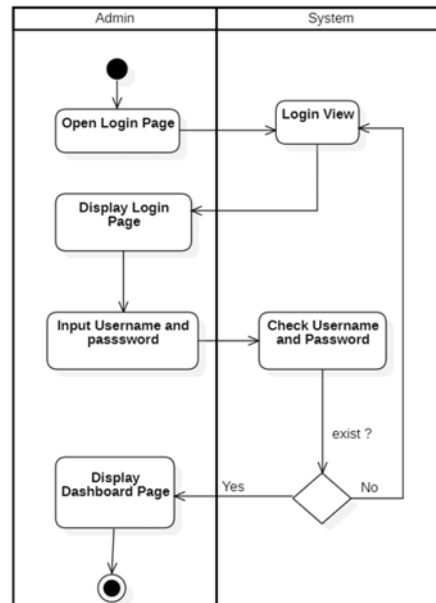 Admin
System
Open Login Page
Login View
Display Login
Page
Input Username and
passsword
Check Username
and Password
exist ?
Display
Dashboard Page
Yes
No